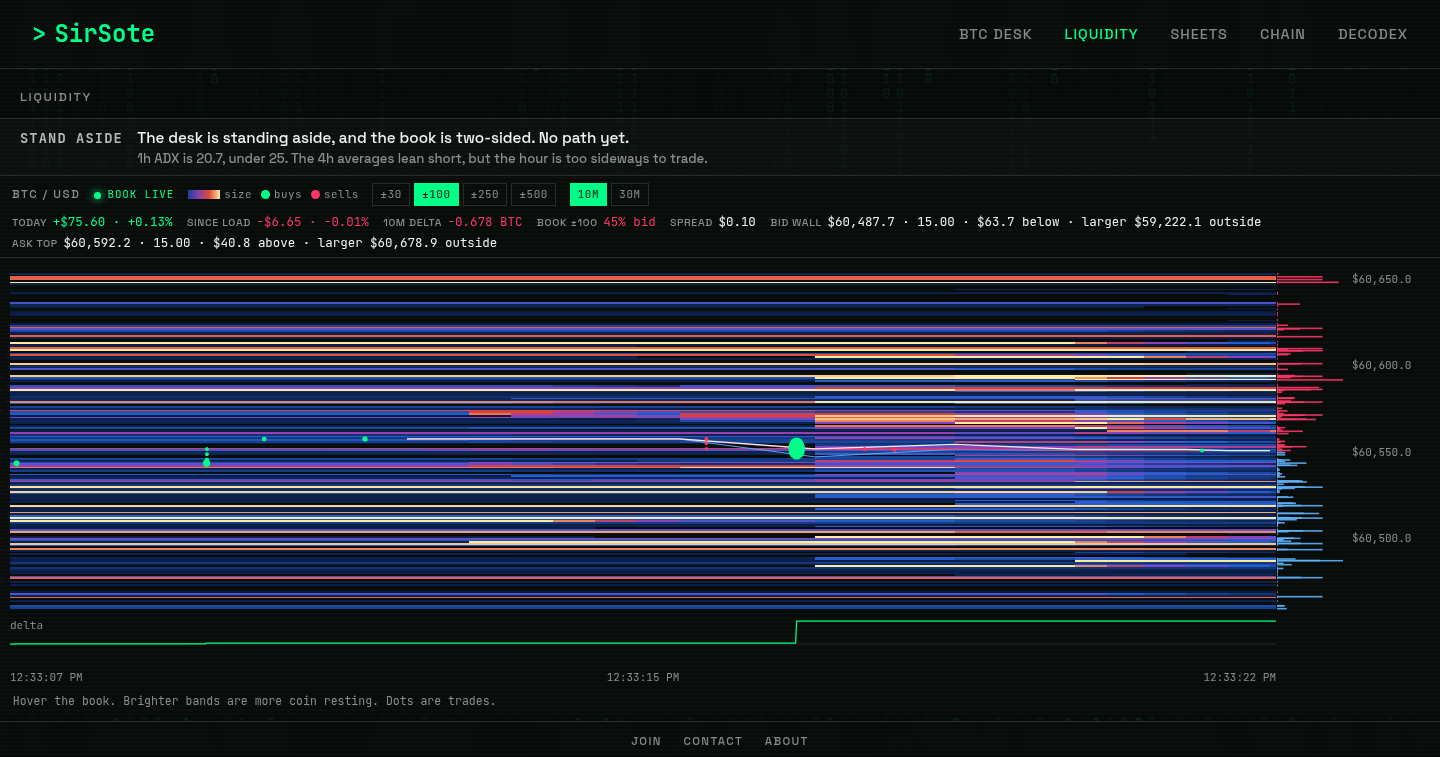 > SirSote
BTC DESK LIQUIDITY SHEETS CHAIN DECODEX
LIQUIDITY
STAND ASIDE The desk is standing aside, and the book is two-sided. No path yet.
1h ADX is 20.7, under 25. The 4h averages lean short, but the hour is too sideways to trade.
BTC / USD BOOK LIVE size buys sells ±30 ±100 ±250 ±500 10M 30M
TODAY +$75.60 · +0.13% SINCE LOAD -$6.65 · -0.01% 10M DELTA -0.678 BTC BOOK ±100 45% bid SPREAD $0.10 BID WALL $60,487.7 · 15.00 · $63.7 below · larger $59,222.1 outside
ASK TOP $60,592.2 · 15.00 · $40.8 above · larger $60,678.9 outside
$60,650.0
$60,600.0
$60,550.0
$60,500.0
delta
12:33:07 PM 12:33:15 PM 12:33:22 PM
Hover the book. Brighter bands are more coin resting. Dots are trades.
JOIN CONTACT ABOUT